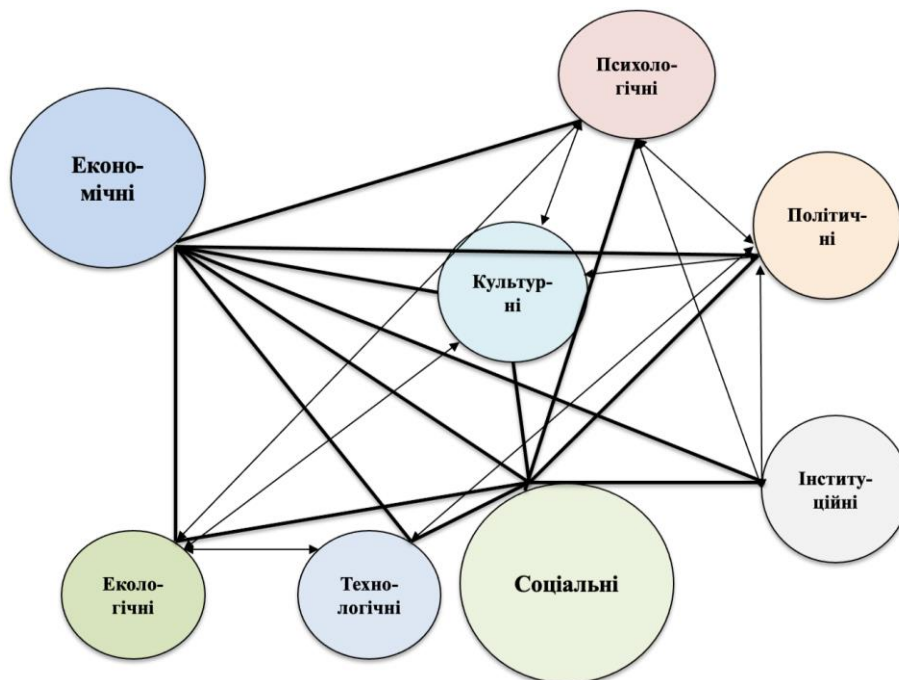 Психоло-
гічні
Еконо-
мічні
Політич-
ні
Культур-
ні
Інститу-
ційні
Еколо-
гічні
Техно-
логічні
Соціальні